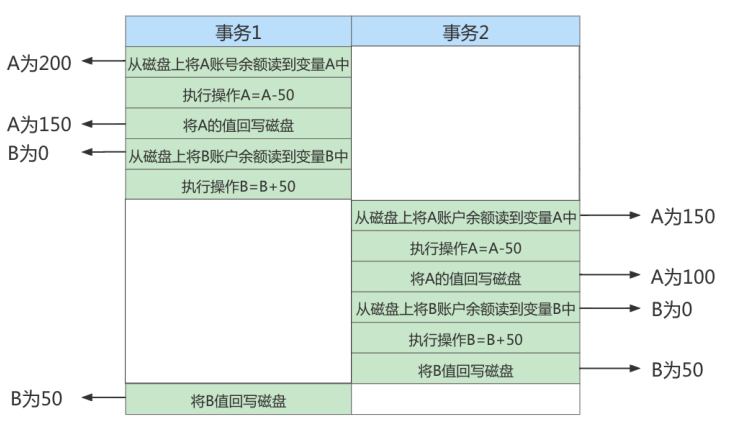 事务1
事务2
A为200
从磁盘上将A账号余额读到变量A中
执行操作A=A-50
A为150
将A的值回写磁盘
B为0
从磁盘上将B账户余额读到变量B中
执行操作B=B+50
从磁盘上将A账户余额读到变量A中
A为150
执行操作A=A-50
将A的值回写磁盘
A为100
从磁盘上将B账户余额读到变量B中
B为0
执行操作B=B+50
将B值回写磁盘
B为50
B为50
将B值回写磁盘